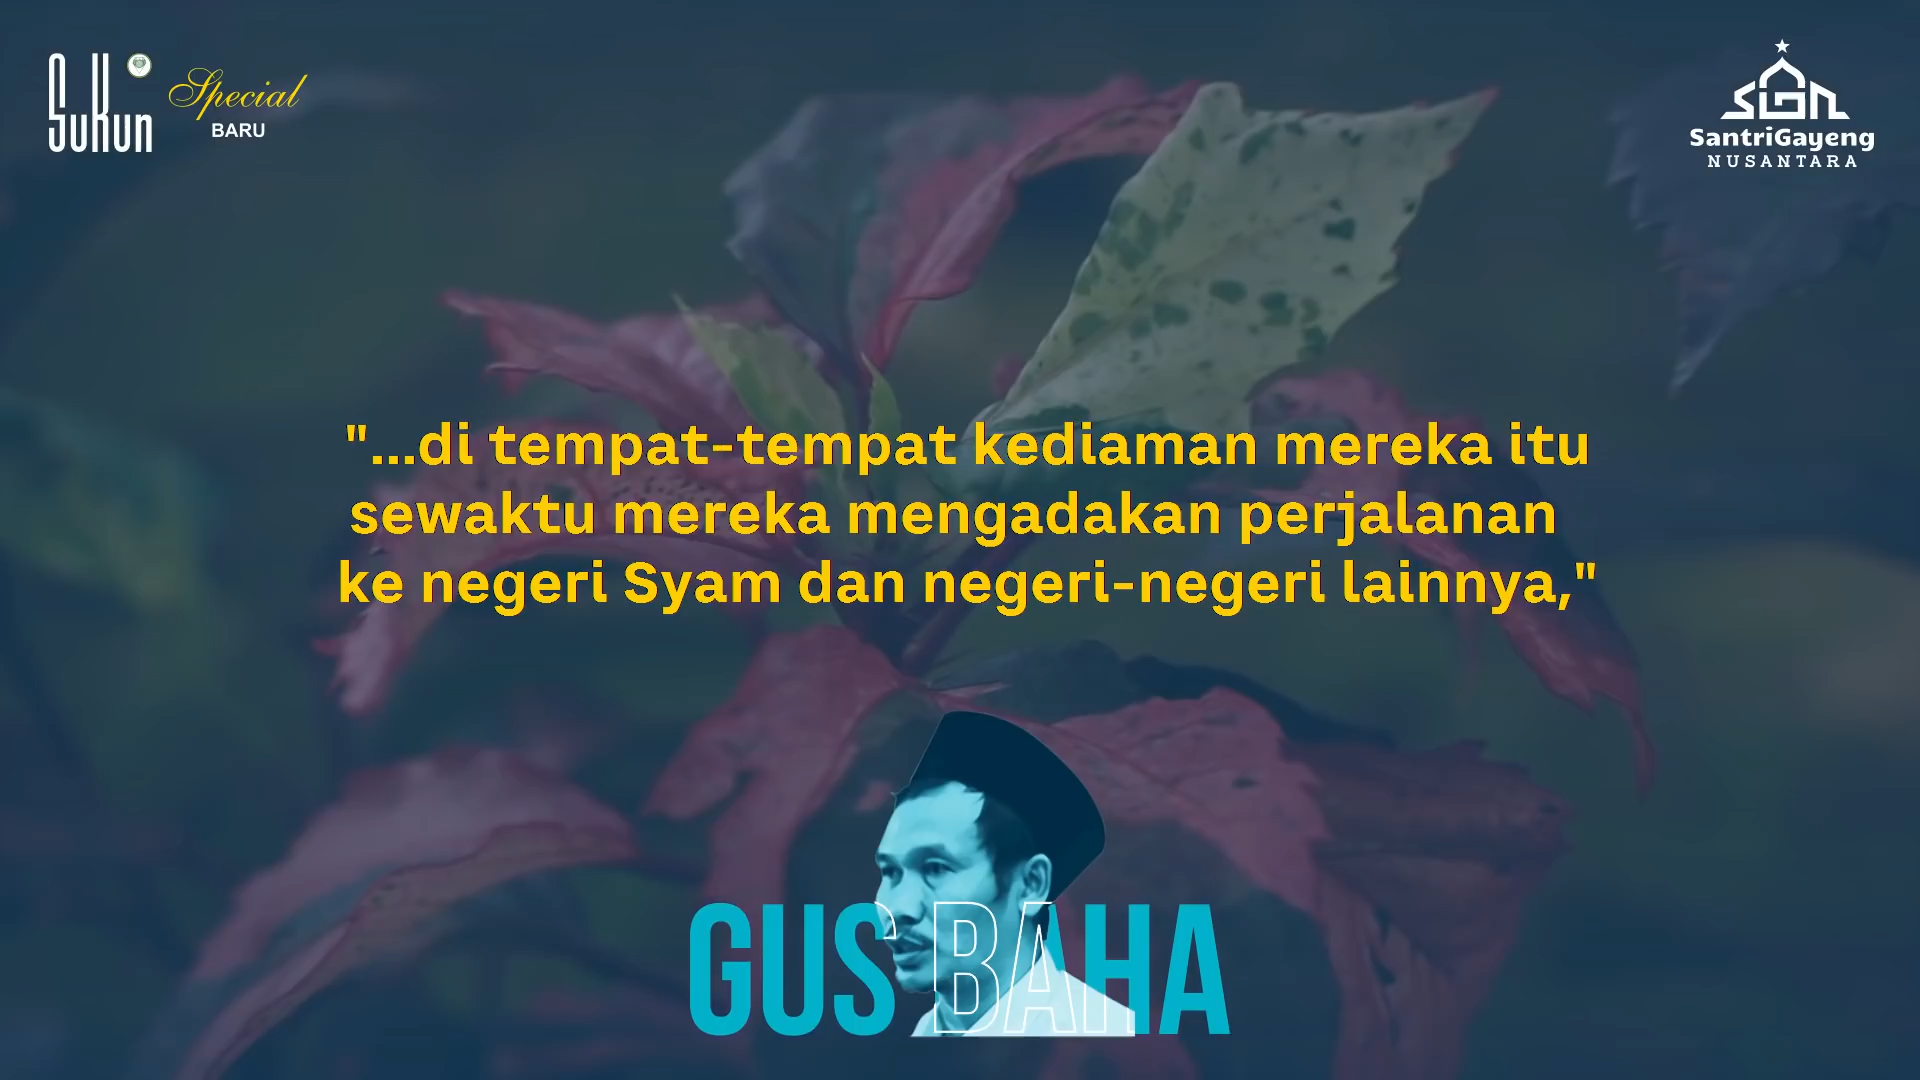 Sukun
Special
BARU
SIGN
SantriGayeng
NUSANTARA
"...di tempat-tempat kediaman mereka itu
sewaktu mereka mengadakan perjalanan
ke negeri Syam dan negeri-negeri lainnya,"
GUS BAHA